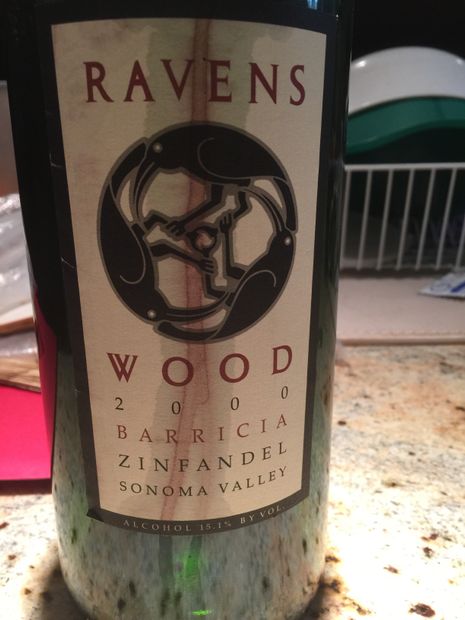 RAVENS
WOOD
2000
BARRICIA
ZINFANDEL
SONOMA VALLEY
ALCOHOL 15.1% BY VOL.